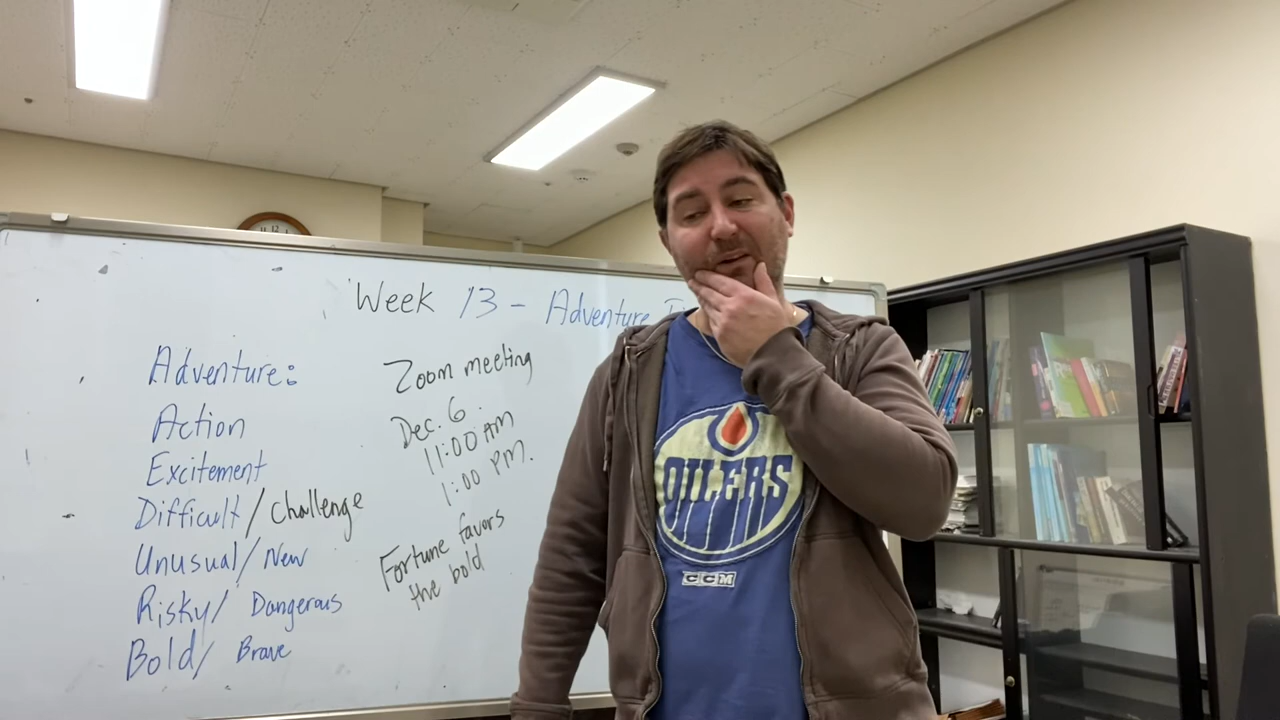 Week 13 - Adventure
Adventure:
Action
Excitement
Difficult/challenge
Unusual/New
Risky/Dangerous
Bold/Brave
Zoom meeting
Dec. 6.
11:00 AM
1:00 PM.
Fortune favors
the bold
OILERS
CCM
12